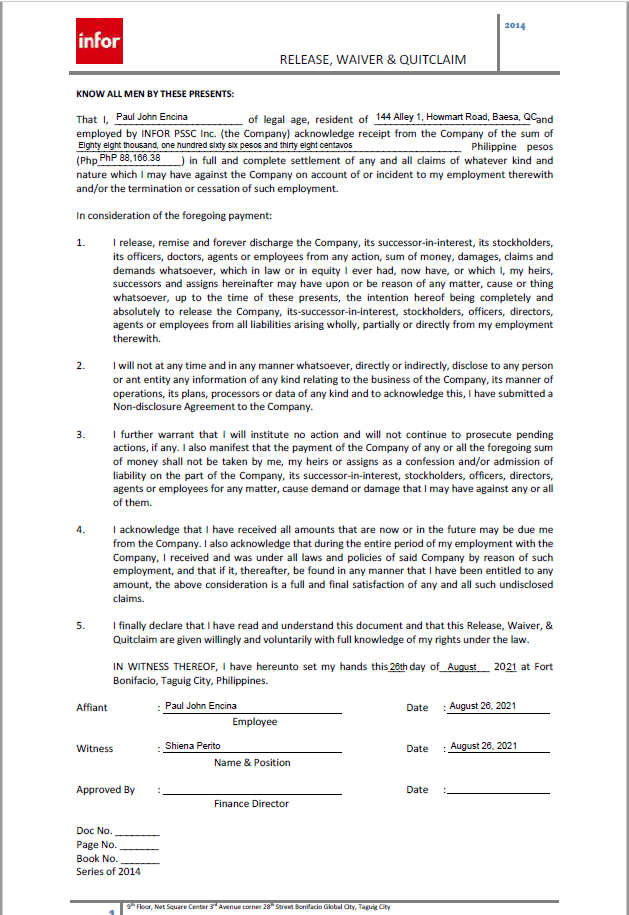 infor
2014
RELEASE, WAIVER & QUITCLAIM
KNOW ALL MEN BY THESE PRESENTS:
That I, Paul John Encina of legal age, resident of 144 Alley 1, Howmart Road, Baesa, QC and
employed by INFOR PSSC Inc. (the Company) acknowledge receipt from the Company of the sum of
Eighty eight thousand, one hundred sixty six pesos and thirty eight centavos Philippine pesos
(Php PhP 88,166.38 ) in full and complete settlement of any and all claims of whatever kind and
nature which I may have against the Company on account of or incident to my employment therewith
and/or the termination or cessation of such employment.
In consideration of the foregoing payment:
1. I release, remise and forever discharge the Company, its successor-in-interest, its stockholders,
its officers, doctors, agents or employees from any action, sum of money, damages, claims and
demands whatsoever, which in law or in equity I ever had, now have, or which I, my heirs,
successors and assigns hereinafter may have upon or be reason of any matter, cause or thing
whatsoever, up to the time of these presents, the intention hereof being completely and
absolutely to release the Company, its-successor-in-interest, stockholders, officers, directors,
agents or employees from all liabilities arising wholly, partially or directly from my employment
therewith.
2. I will not at any time and in any manner whatsoever, directly or indirectly, disclose to any person
or ant entity any information of any kind relating to the business of the Company, its manner of
operations, its plans, processors or data of any kind and to acknowledge this, I have submitted a
Non-disclosure Agreement to the Company.
3. I further warrant that I will institute no action and will not continue to prosecute pending
actions, if any. I also manifest that the payment of the Company of any or all the foregoing sum
of money shall not be taken by me, my heirs or assigns as a confession and/or admission of
liability on the part of the Company, its successor-in-interest, stockholders, officers, directors,
agents or employees for any matter, cause demand or damage that I may have against any or all
of them.
4. I acknowledge that I have received all amounts that are now or in the future may be due me
from the Company. I also acknowledge that during the entire period of my employment with the
Company, I received and was under all laws and policies of said Company by reason of such
employment, and that if it, thereafter, be found in any manner that I have been entitled to any
amount, the above consideration is a full and final satisfaction of any and all such undisclosed
claims.
5. I finally declare that I have read and understand this document and that this Release, Waiver, &
Quitclaim are given willingly and voluntarily with full knowledge of my rights under the law.
IN WITNESS THEREOF, I have hereunto set my hands this 26th day of August 2021 at Fort
Bonifacio, Taguig City, Philippines.
Affiant : Paul John Encina Date : August 26, 2021
Employee
Witness : Shiena Perito Date : August 26, 2021
Name & Position
Approved By : Date :
Finance Director
Doc No.
Page No.
Book No.
Series of 2014
9th Floor, Net Square Center 3rd Avenue corner 28th Street Bonifacio Global City, Taguig City
1